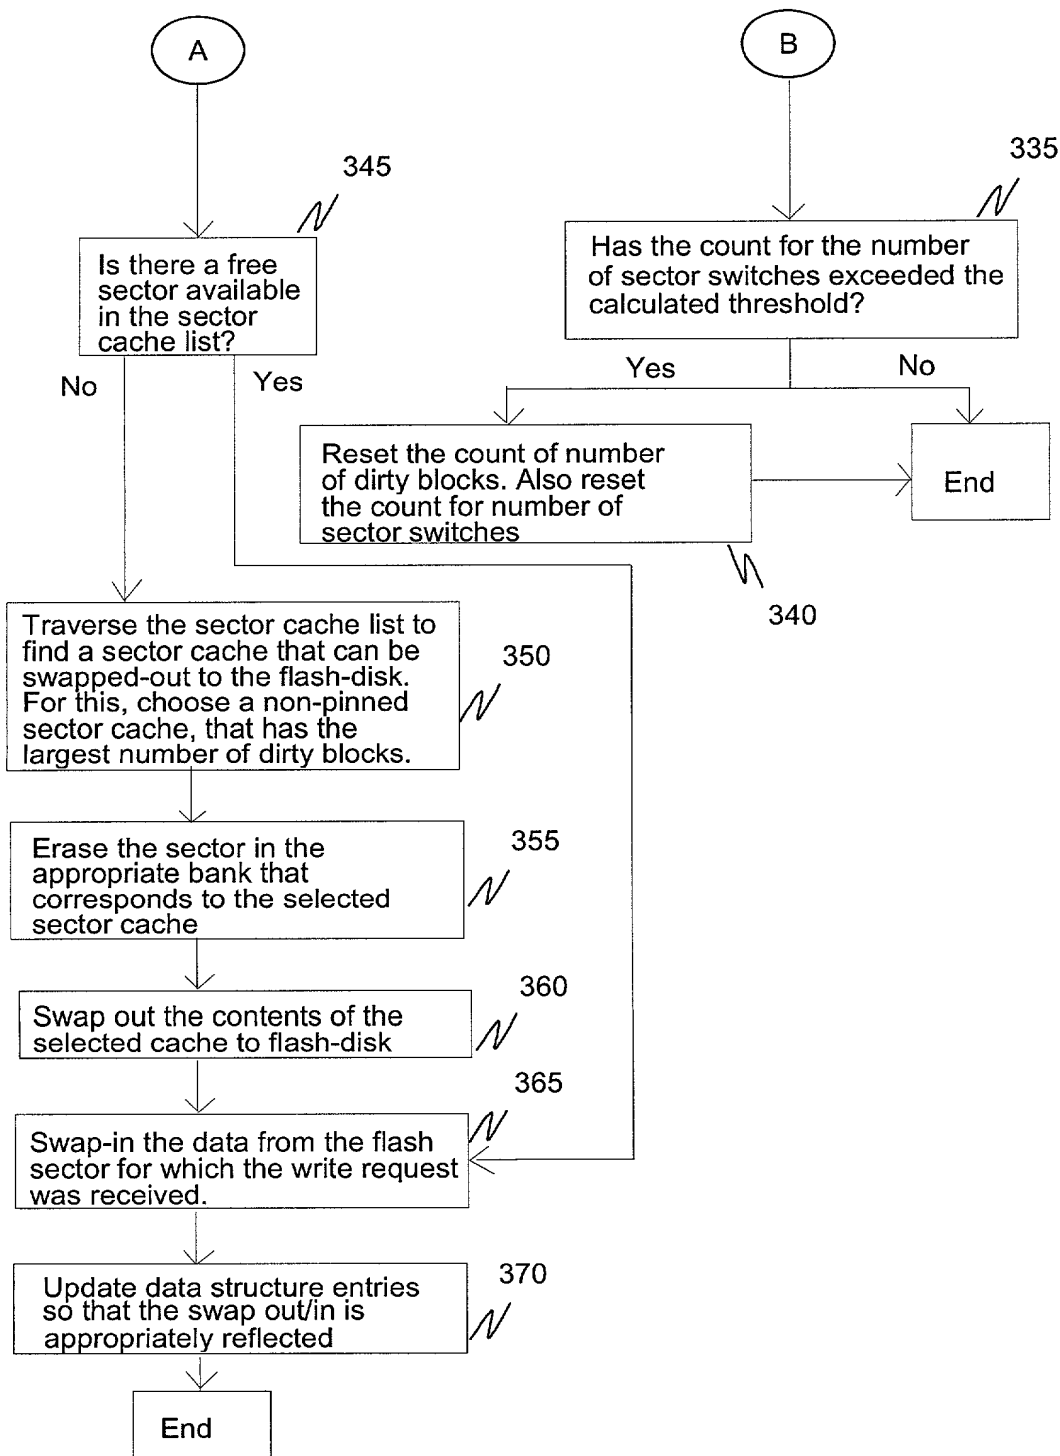 A
B
345
335
Is there a free
sector available
in the sector
cache list?
Has the count for the number
of sector switches exceeded the
calculated threshold?
No
Yes
Yes
No
Reset the count of number
of dirty blocks. Also reset
the count for number of
sector switches
End
340
Traverse the sector cache list to
find a sector cache that can be
swapped-out to the flash-disk.
For this, choose a non-pinned
sector cache, that has the
largest number of dirty blocks.
350
Erase the sector in the
appropriate bank that
corresponds to the selected
sector cache
355
Swap out the contents of the
selected cache to flash-disk
360
365
Swap-in the data from the flash
sector for which the write request
was received.
370
Update data structure entries
so that the swap out/in is
appropriately reflected
End